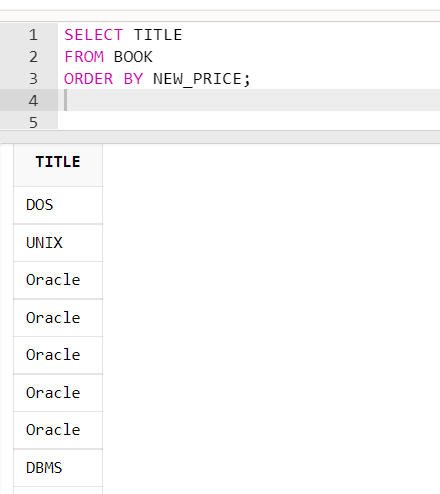 1 SELECT TITLE
2 FROM BOOK
3 ORDER BY NEW_PRICE;
4
5
TITLE
DOS
UNIX
Oracle
Oracle
Oracle
Oracle
Oracle
DBMS